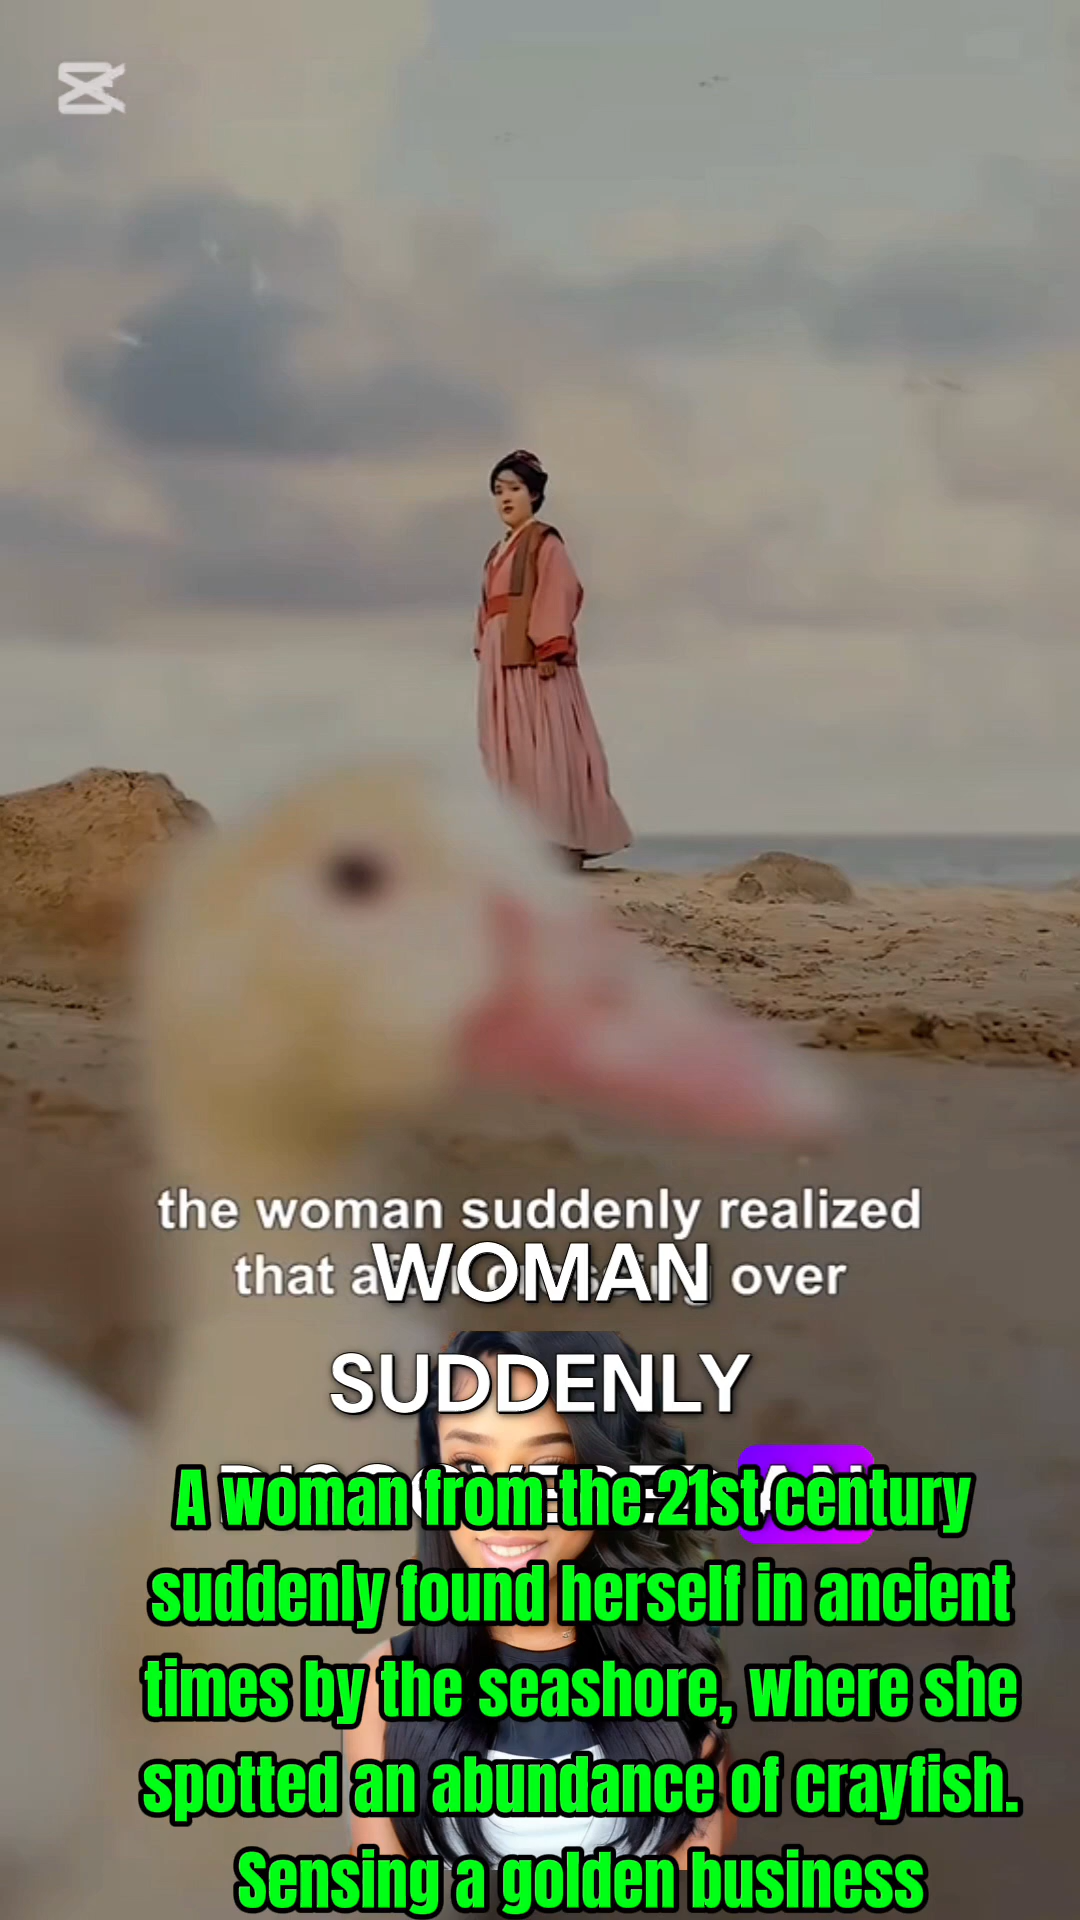 the woman suddenly realized
that over
WOMAN
SUDDENLY
A woman from the 21st century
suddenly found herself in ancient
times by the seashore, where she
spotted an abundance of crayfish.
Sensing a golden business